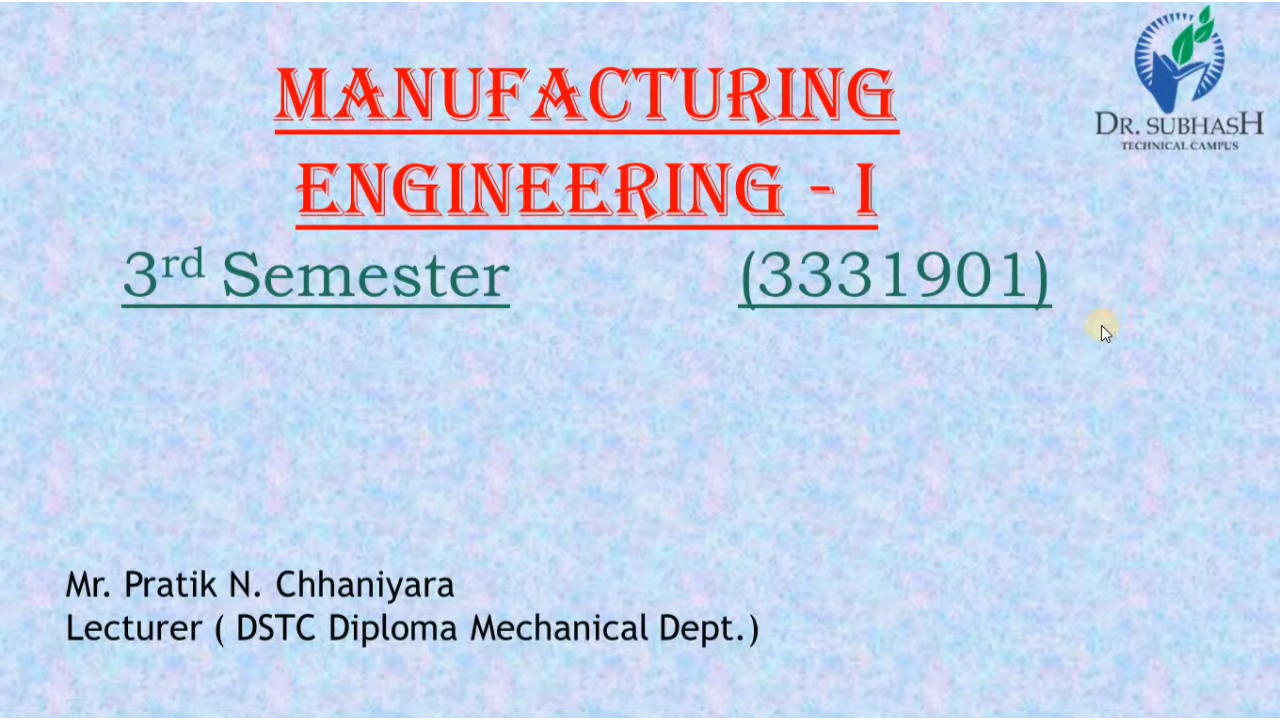 MANUFACTURING
ENGINEERING - I
3rd Semester (3331901)
DR. SUBHASH
TECHNICAL CAMPUS
Mr. Pratik N. Chhaniyara
Lecturer ( DSTC Diploma Mechanical Dept.)